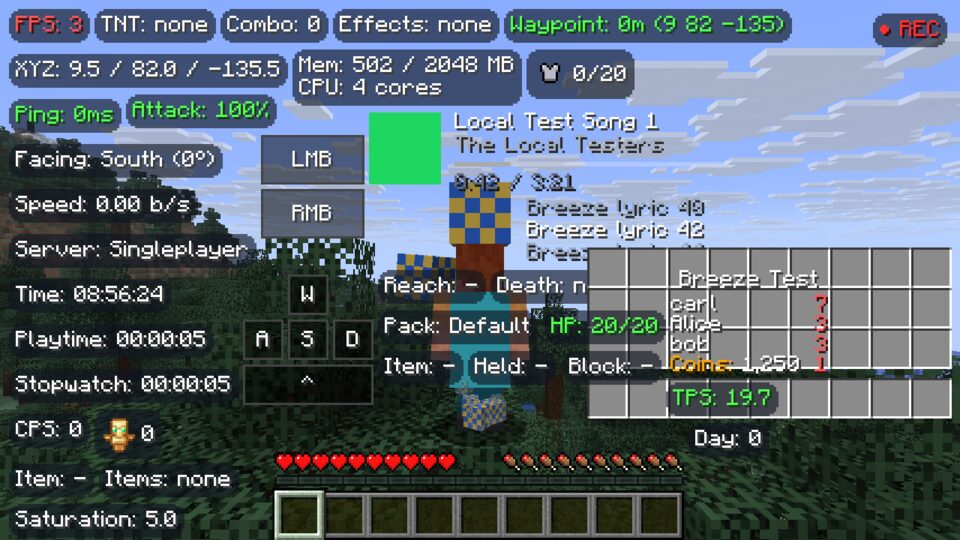 FPS: 3 TNT: none Combo: 0 Effects: none Waypoint: 0m (9 82 -135) REC
XYZ: 9.5 / 82.0 / -135.5 Mem: 502 / 2048 MB
CPU: 4 cores
0/20
Ping: 0ms Attack: 100%
Local Test Song 1
The Local Testers
0:42 / 3:21
Facing: South (0°) LMB
Speed: 0.00 b/s RMB
Breeze lyric 40
Breeze lyric 42
Breeze lyric
Server: Singleplayer
Breeze Test
Reach: - Death: n
Time: 08:56:24 W
carl 7
Alice 3
bob 3
Coins: 1,250 1
Pack: Default HP: 20/20
Playtime: 00:00:05 A S D
Item: - Held: - Block: -
Stopwatch: 00:00:05 ^
TPS: 19.7
CPS: 0 0
Day: 0
Item: - Items: none
Saturation: 5.0